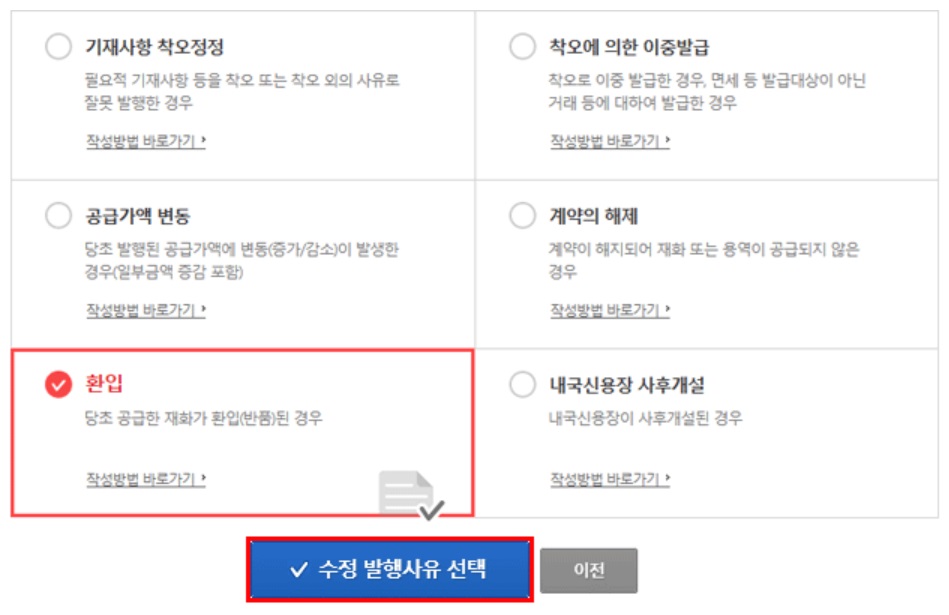 기재사항 착오정정
필요적 기재사항 등을 착오 또는 착오 외의 사유로
잘못 발행한 경우
작성방법 바로가기
착오에 의한 이중발급
착오로 이중 발급한 경우, 면세 등 발급대상이 아닌
거래 등에 대하여 발급한 경우
작성방법 바로가기
공급가액 변동
당초 발행된 공급가액에 변동(증가/감소)이 발생한
경우(일부금액 증감 포함)
작성방법 바로가기
계약의 해제
계약이 해지되어 재화 또는 용역이 공급되지 않은
경우
작성방법 바로가기
환입
당초 공급한 재화가 환입(반품)된 경우
작성방법 바로가기
내국신용장 사후개설
내국신용장이 사후개설된 경우
작성방법 바로가기
수정 발행사유 선택
이전